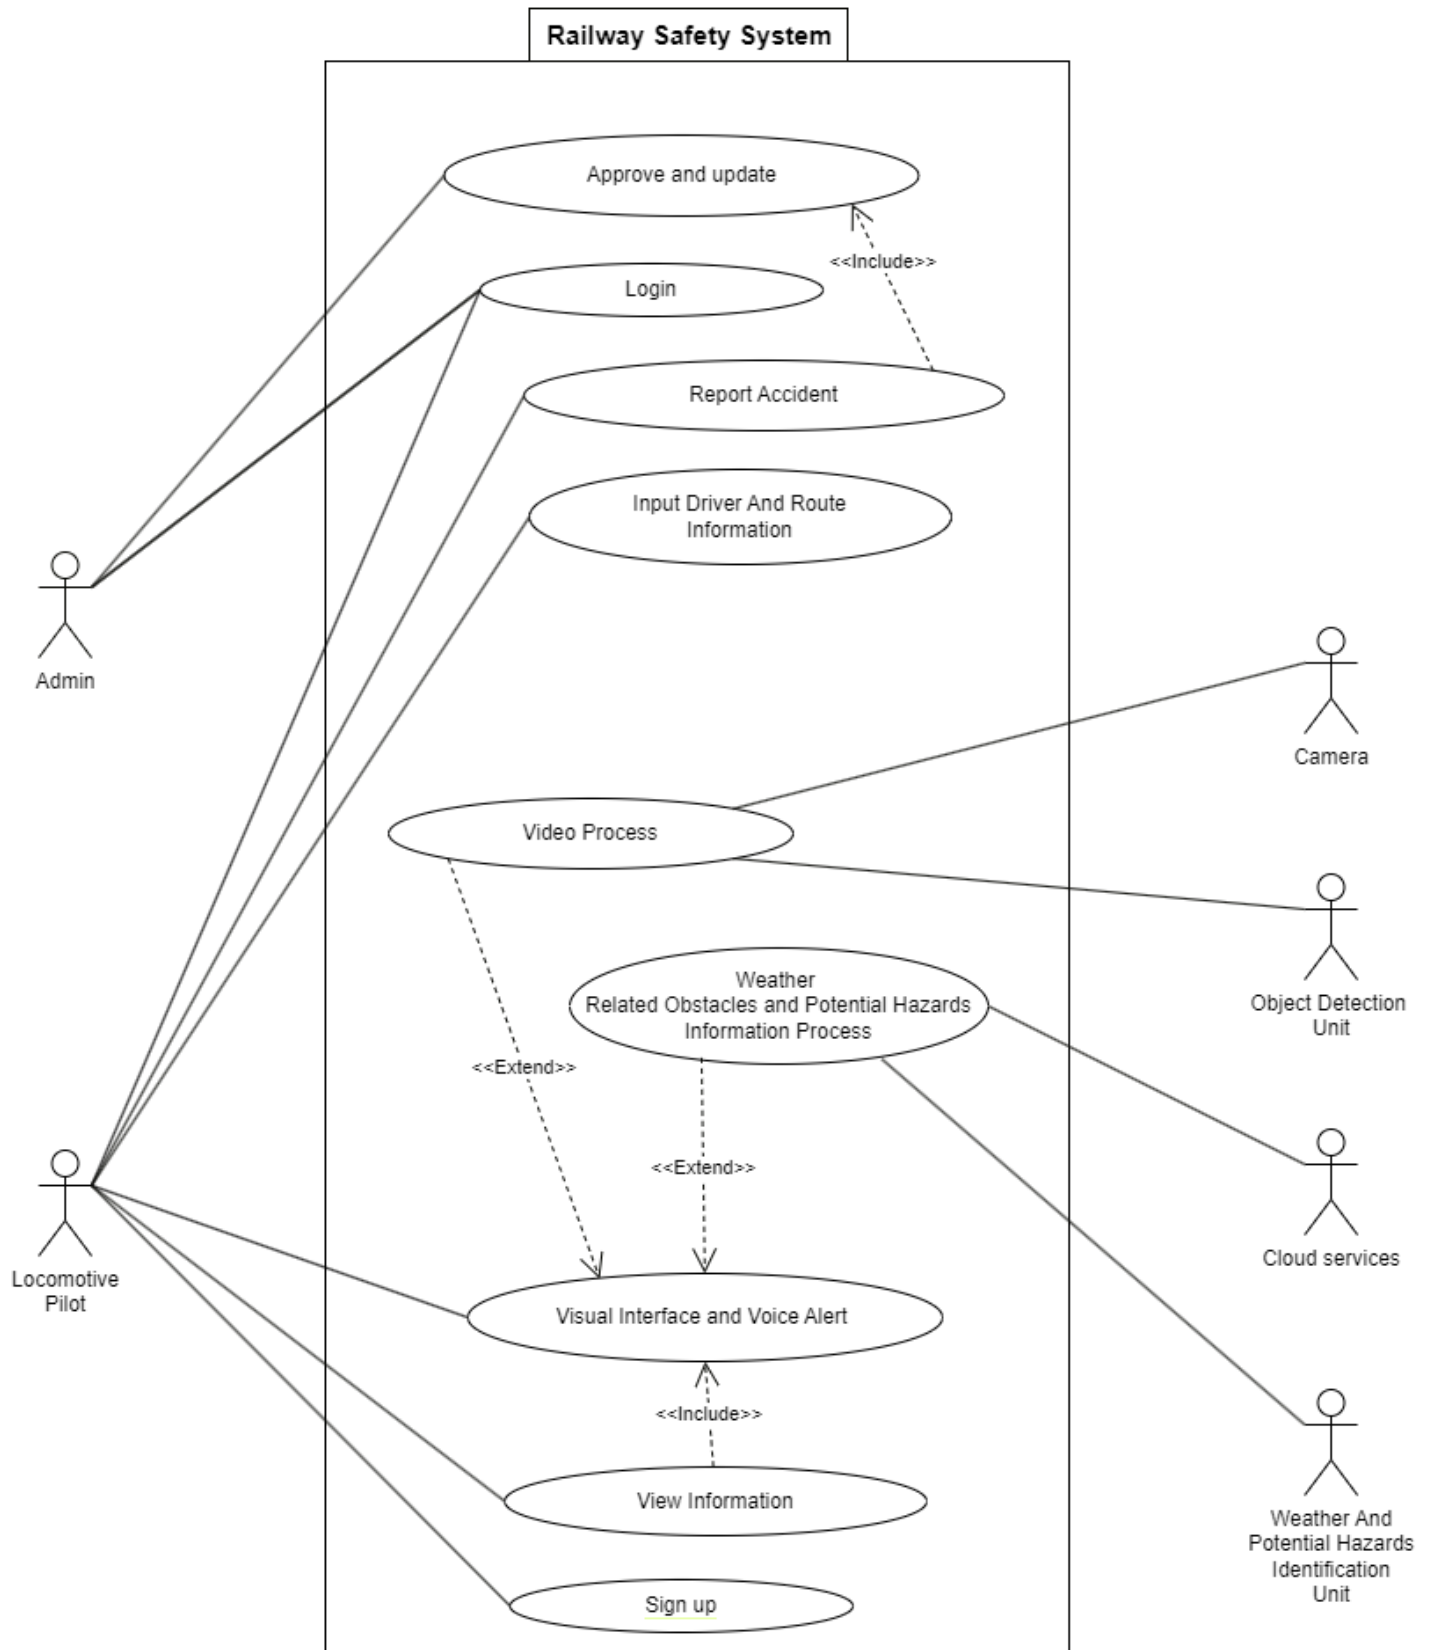 Railway Safety System
Approve and update
<<Include>>
Login
Report Accident
Input Driver And Route
Information
Admin
Camera
Video Process
Object Detection
Unit
Weather
Related Obstacles and Potential Hazards
Information Process
<<Extend>>
<<Extend>>
Cloud services
Locomotive
Pilot
Visual Interface and Voice Alert
<<Include>>
View Information
Weather And
Potential Hazards
Identification
Unit
Sign up